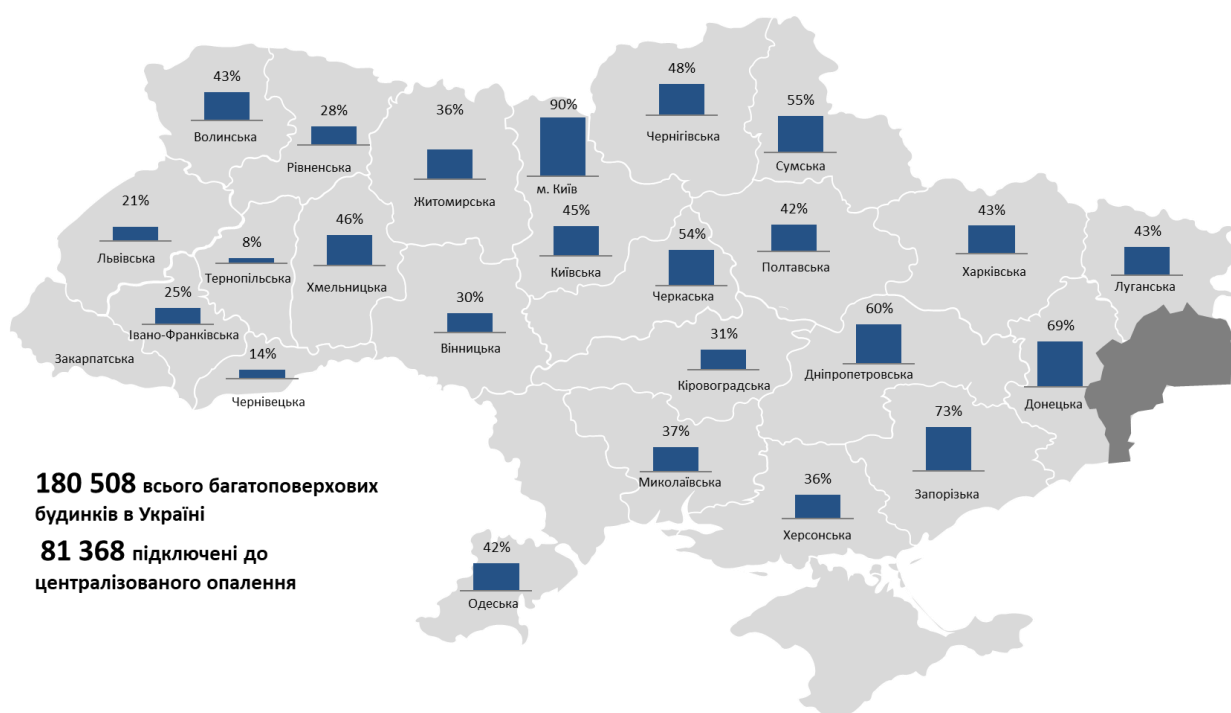 43%
Волинська
28%
Рівненська
36%
Житомирська
90%
м. Київ
48%
Чернігівська
55%
Сумська
21%
Львівська
8%
Тернопільська
46%
Хмельницька
45%
Київська
54%
Черкаська
42%
Полтавська
43%
Харківська
43%
Луганська
25%
Івано-Франківська
Закарпатська
14%
Чернівецька
30%
Вінницька
31%
Кіровоградська
60%
Дніпропетровська
69%
Донецька
37%
Миколаївська
73%
Запорізька
36%
Херсонська
42%
Одеська
180 508 всього багатоповерхових
будинків в Україні
81 368 підключені до
централізованого опалення